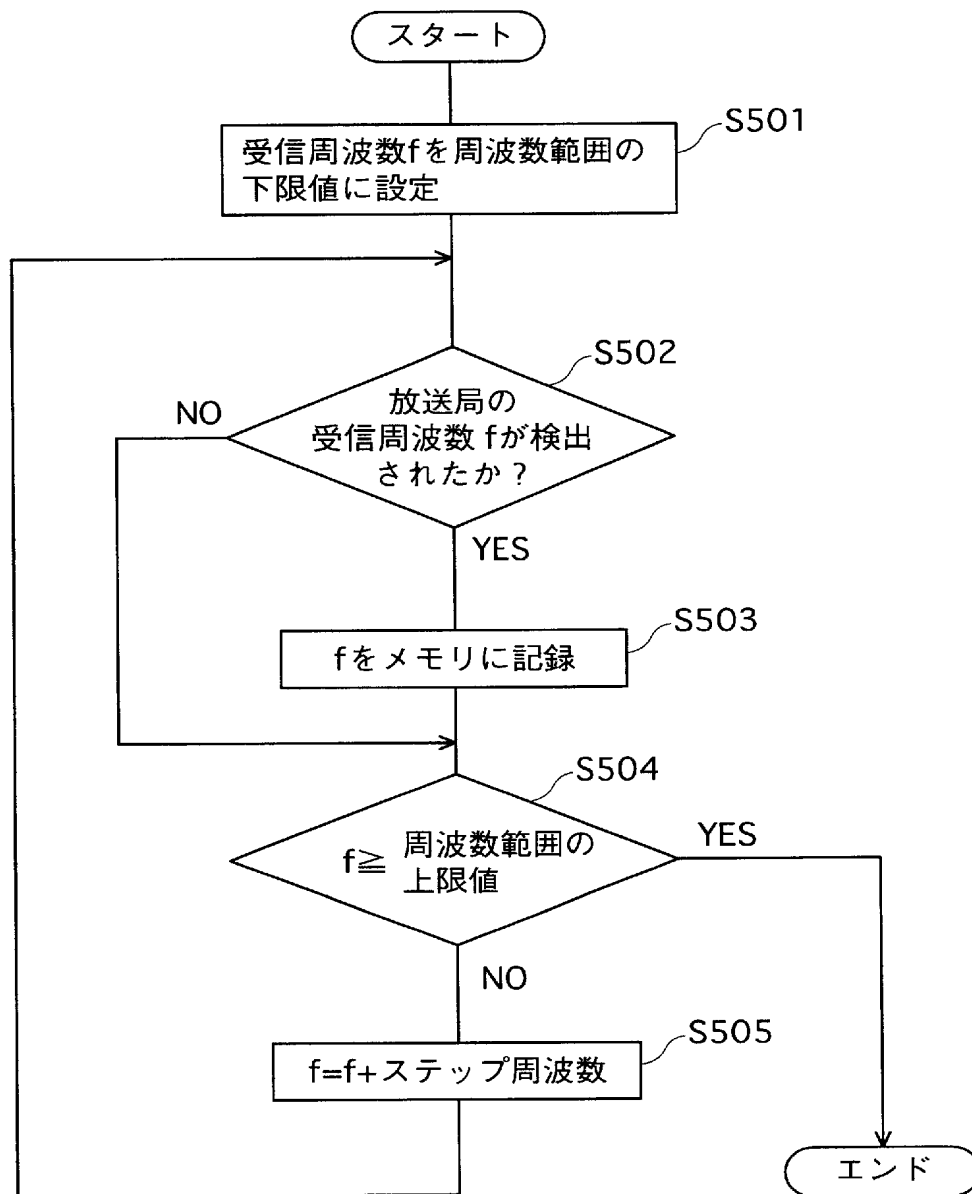 スタート
S501
受信周波数fを周波数範囲の
下限値に設定
S502
NO
放送局の
受信周波数 fが検出
されたか？
YES
S503
fをメモリに記録
S504
YES
f≧ 周波数範囲の
上限値
NO
S505
f=f+ステップ周波数
エンド